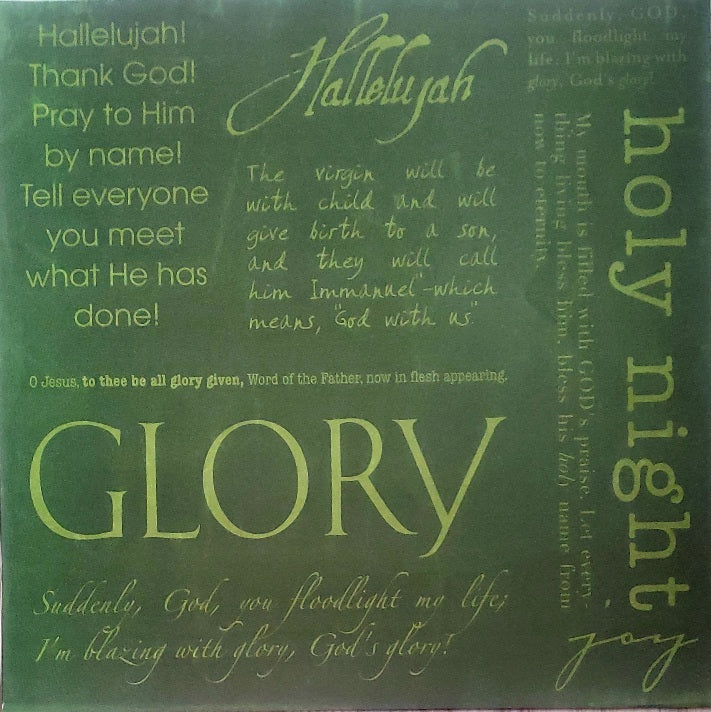 Hallelujah!
Thank God!
Pray to Him
by name!
Tell everyone
you meet
what He has
done!
Hallelujah
The virgin will be
with child and will
give birth to a son,
and they will call
him Immanuel"-which
means, "God with us"
Suddenly, GOD,
you floodlight my
life; I'm blazing with
glory, God's glory!
holy night
My mouth is filled with GOD's praise. Let every-
thing living bless him, bless his holy name from
now to eternity.
O Jesus, to thee be all glory given, Word of the Father, now in flesh appearing.
GLORY
Suddenly, God, you floodlight my life;
I'm blazing with glory, God's glory!
joy